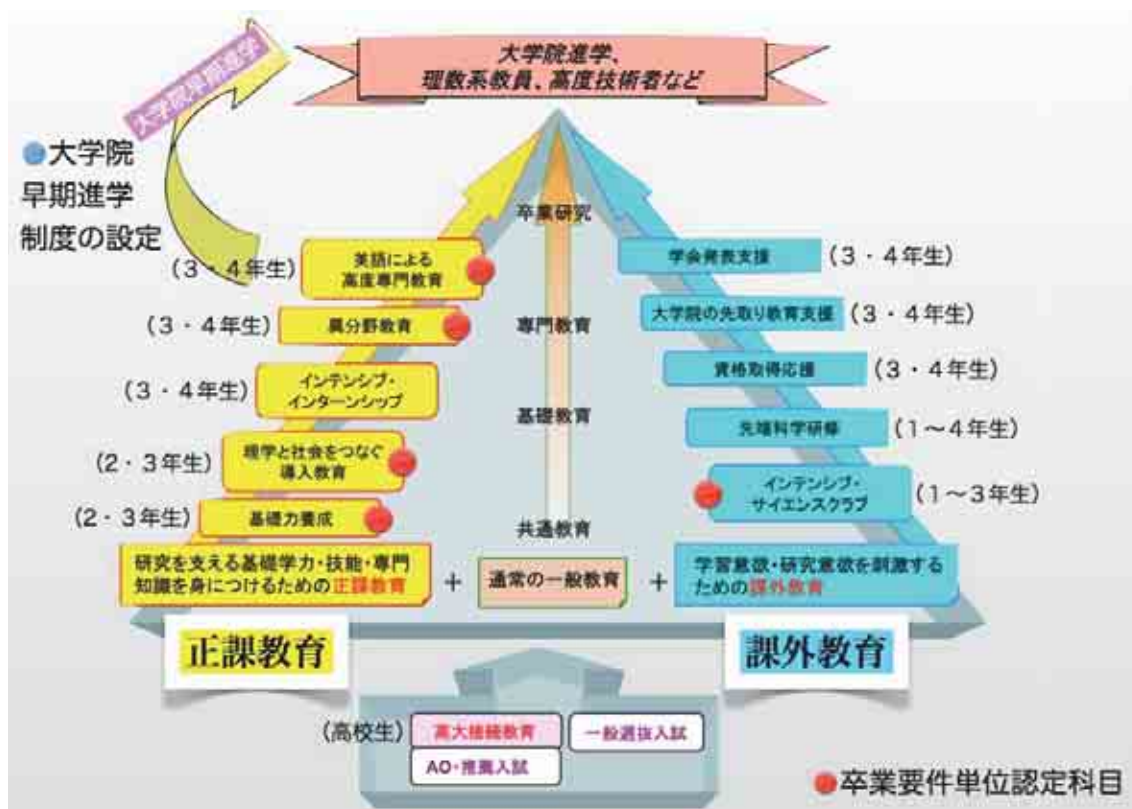 大学院進学、
理数系教員、高度技術者など
大学院早期進学
●大学院
早期進学
制度の設定
卒業研究
(3・4年生)
英語による
高度専門教育
学会発表支援
(3・4年生)
(3・4年生)
異分野教育
専門教育
大学院の先取り教育支援
(3・4年生)
(3・4年生)
インテンシブ・
インターンシップ
資格取得応援
(3・4年生)
基礎教育
先端科学研修
(1〜4年生)
(2・3年生)
理学と社会をつなぐ
導入教育
インテンシブ・
サイエンスクラブ
(1〜3年生)
(2・3年生)
基礎力養成
共通教育
研究を支える基礎学力・技能・専門
知識を身につけるための正課教育
+
通常の一般教育
+
学習意欲・研究意欲を刺激する
ための課外教育
正課教育
課外教育
(高校生)
高大接続教育
一般選抜入試
AO・推薦入試
●卒業要件単位認定科目